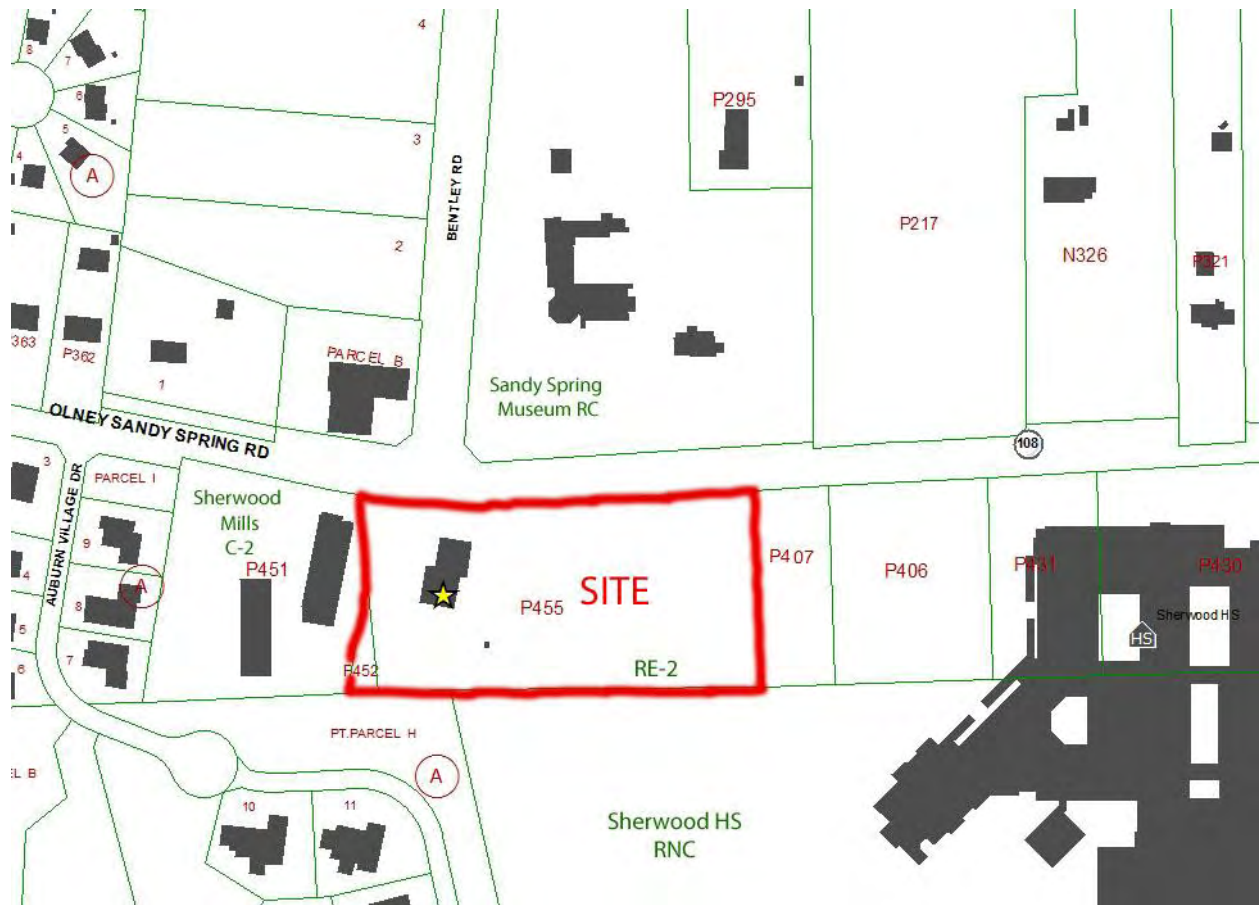 4
8
7
6
5
4
A
3
BENTLEY RD
2
P295
P217
N326
P321
363
P362
1
PARCEL B
Sandy Spring
Museum RC
OLNEY SANDY SPRING RD
108
3
PARCEL I
AUBURN VILLAGE DR
9
A
8
7
4
5
6
Sherwood
Mills
C-2
P451
P452
P455
SITE
RE-2
P407
P406
P431
P430
Sherwood HS
HS
PT.PARCEL H
A
EL B
10
11
Sherwood HS
RNC